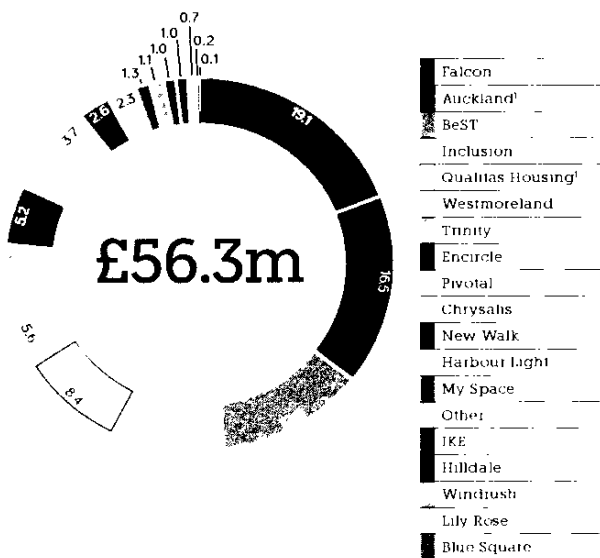 0.7
1.0
0.2
1.0
0.1
1.1
1.3
2.3
2.6
3.7
19.1
5.2
£56.3m
16.5
5.6
8.4
Falcon
Auckland¹
BeST
Inclusion
Qualitas Housing¹
Westmoreland
Trinity
Encircle
Pivotal
Chrysalis
New Walk
Harbour Light
My Space
Other
IKE
Hilldale
Windrush
Lily Rose
Blue Square